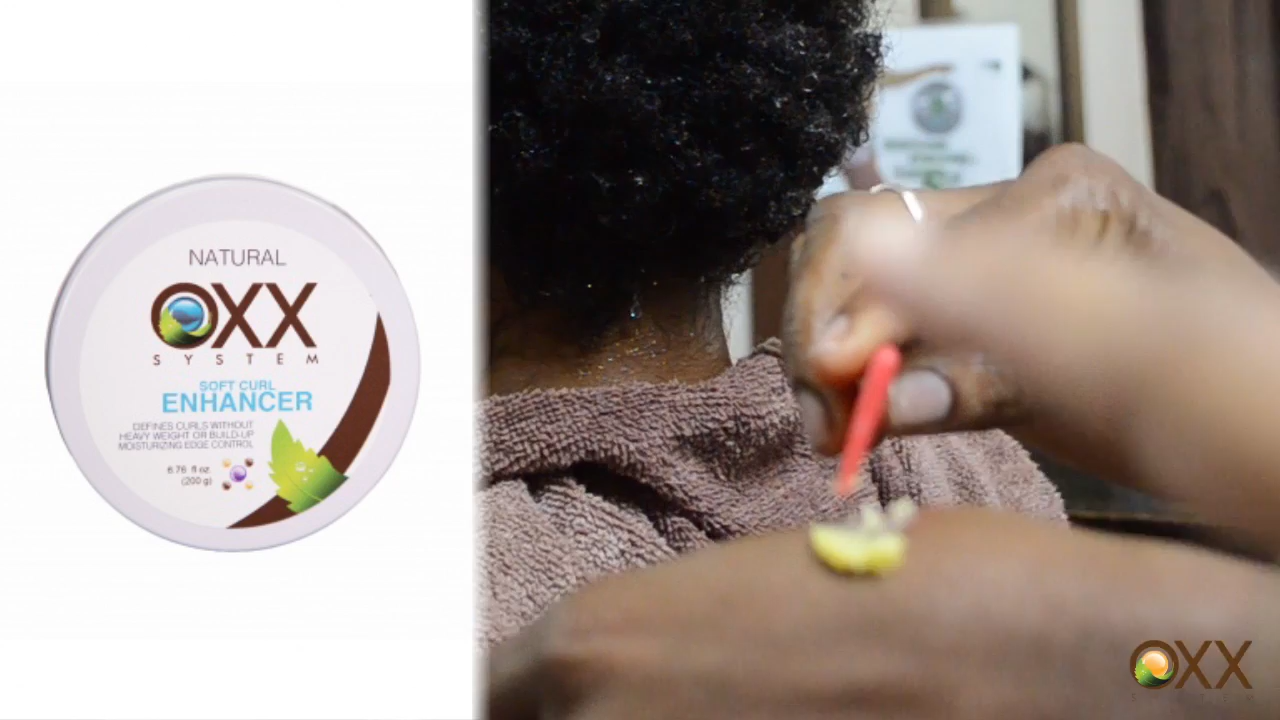 NATURAL
OXX
SYSTEM
SOFT CURL
ENHANCER
DEFINES CURLS WITHOUT
HEAVY WEIGHT OR BUILD-UP
MOISTURIZING EDGE CONTROL
6.76 fl oz.
(200 g)
OXX
SYSTEM